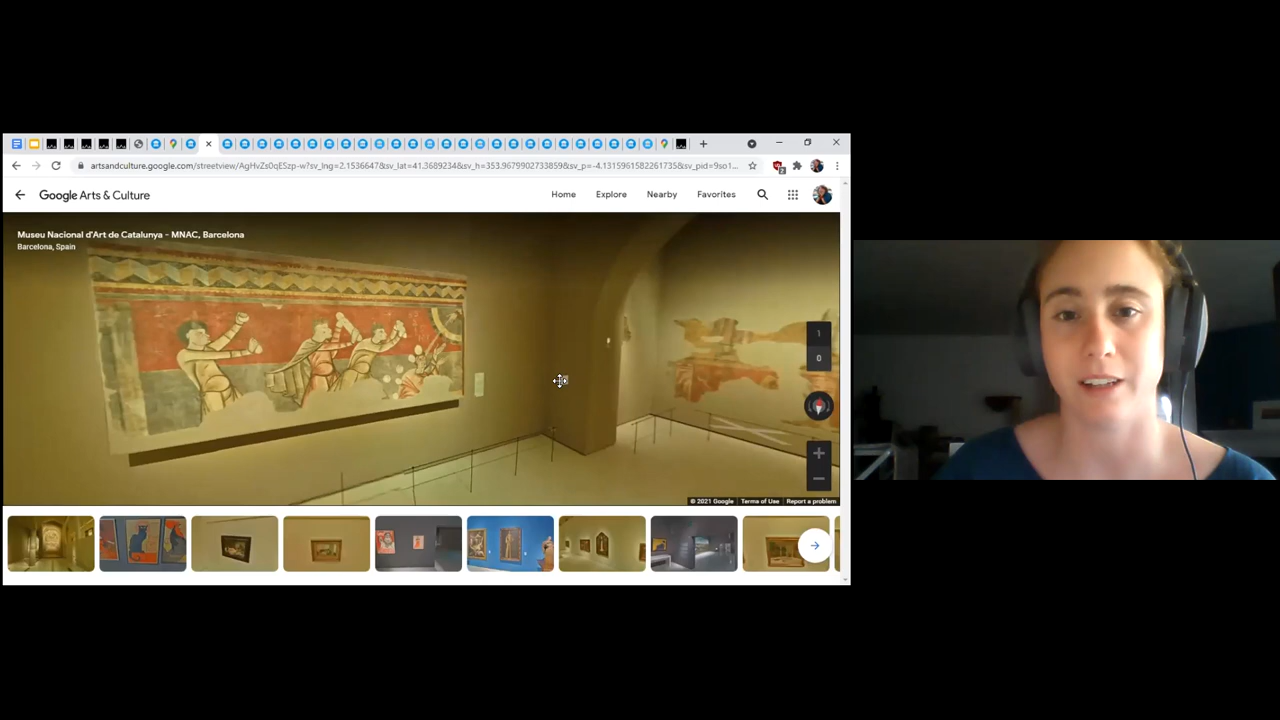 artsandculture.google.com/streetview/AgHvZs0qESzp-w?sv_lng=2.1536647&sv_lat=41.3689234&sv_h=353.9679902733859&sv_p=-4.1315961582261735&sv_pid=9so1...
Google Arts & Culture
Home Explore Nearby Favorites
Museu Nacional d'Art de Catalunya - MNAC, Barcelona
Barcelona, Spain
1
0
© 2021 Google Terms of Use Report a problem